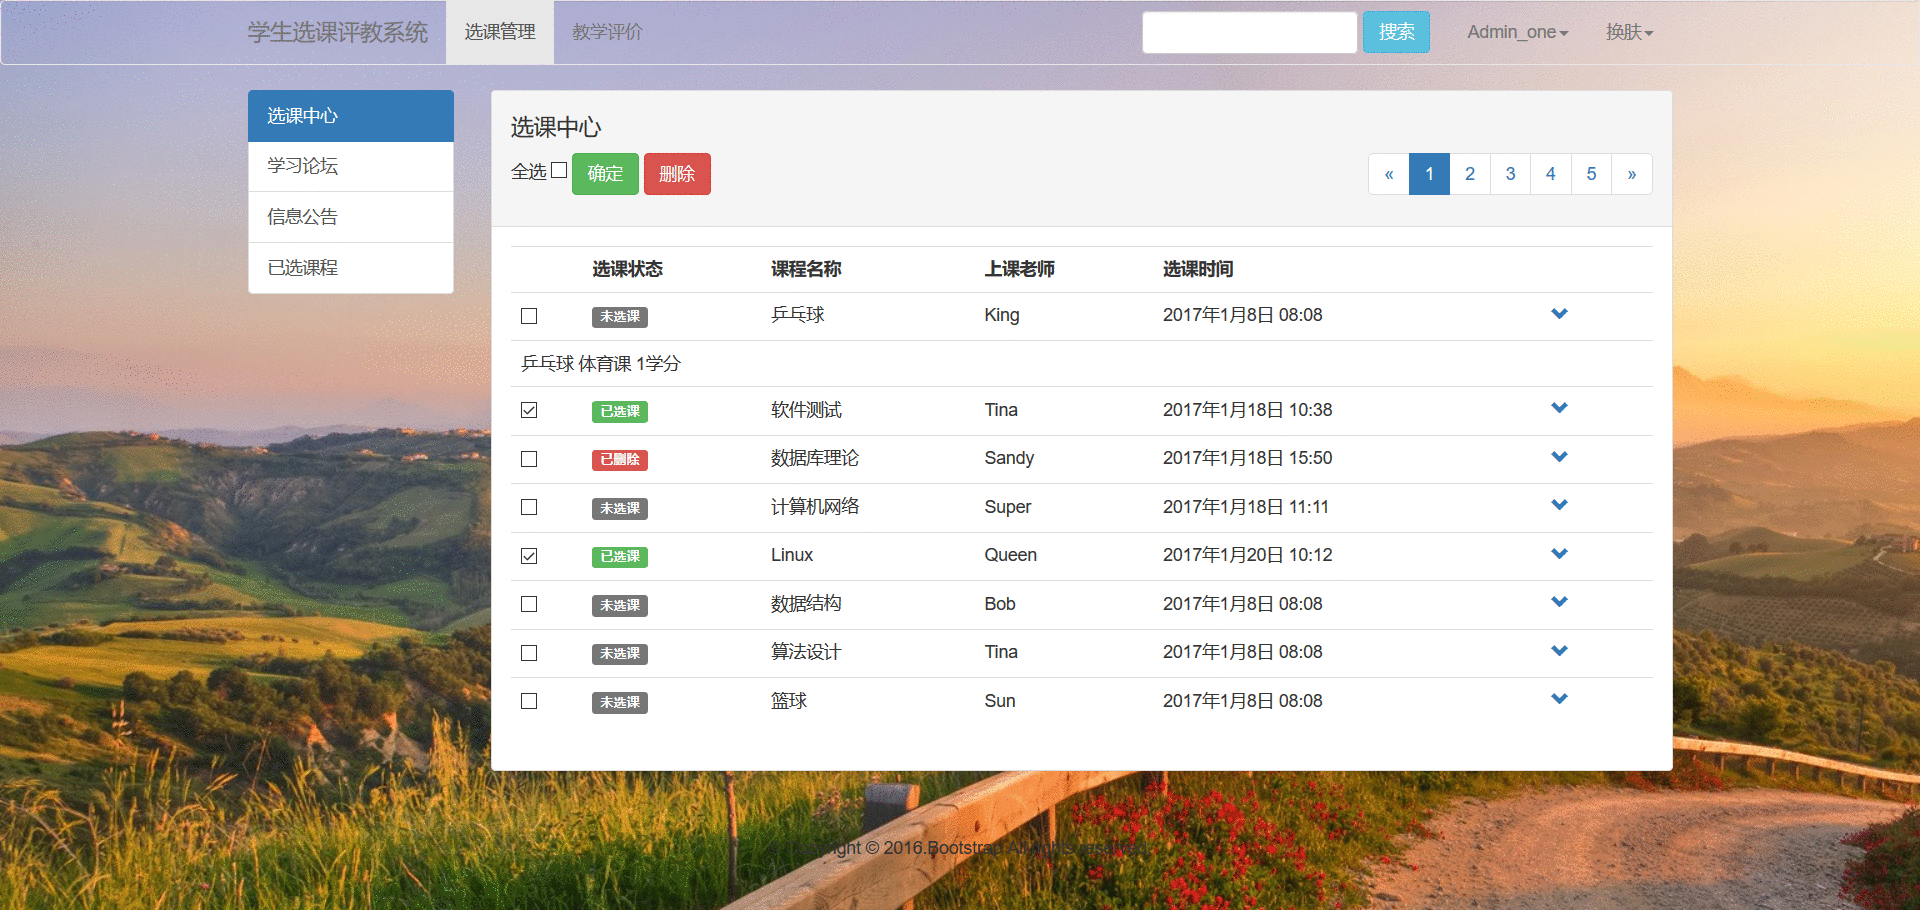 学生选课评教系统 选课管理 教学评价 搜索 Admin_one 换肤
选课中心
学习论坛
信息公告
已选课程
选课中心
全选 确定 删除 « 1 2 3 4 5 »
选课状态 课程名称 上课老师 选课时间
未选课 乒乓球 King 2017年1月8日 08:08
乒乓球 体育课 1学分
已选课 软件测试 Tina 2017年1月18日 10:38
已删除 数据库理论 Sandy 2017年1月18日 15:50
未选课 计算机网络 Super 2017年1月18日 11:11
已选课 Linux Queen 2017年1月20日 10:12
未选课 数据结构 Bob 2017年1月8日 08:08
未选课 算法设计 Tina 2017年1月8日 08:08
未选课 篮球 Sun 2017年1月8日 08:08
© 2016.Bootstrap